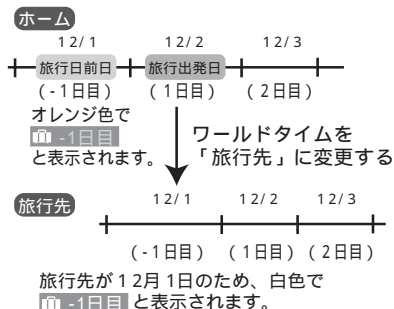 ホーム
12/1 12/2 12/3
旅行日前日 旅行出発日
(-1日目) (1日目) (2日目)
オレンジ色で
-1日目
と表示されます。
ワールドタイムを
「旅行先」に変更する
旅行先
12/1 12/2 12/3
(-1日目) (1日目) (2日目)
旅行先が12月1日のため、白色で
-1日目 と表示されます。